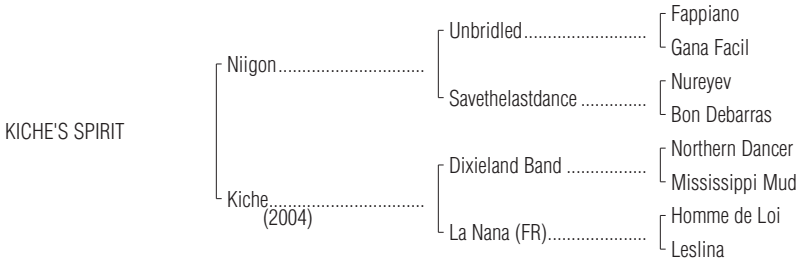 Fappiano
Unbridled..........................
Gana Facil
Niigon...............................
Nureyev
Savethelastdance ..............
Bon Debarras
KICHE'S SPIRIT
Northern Dancer
Dixieland Band .................
Mississippi Mud
Kiche.................................
(2004)
Homme de Loi
La Nana (FR).....................
Leslina